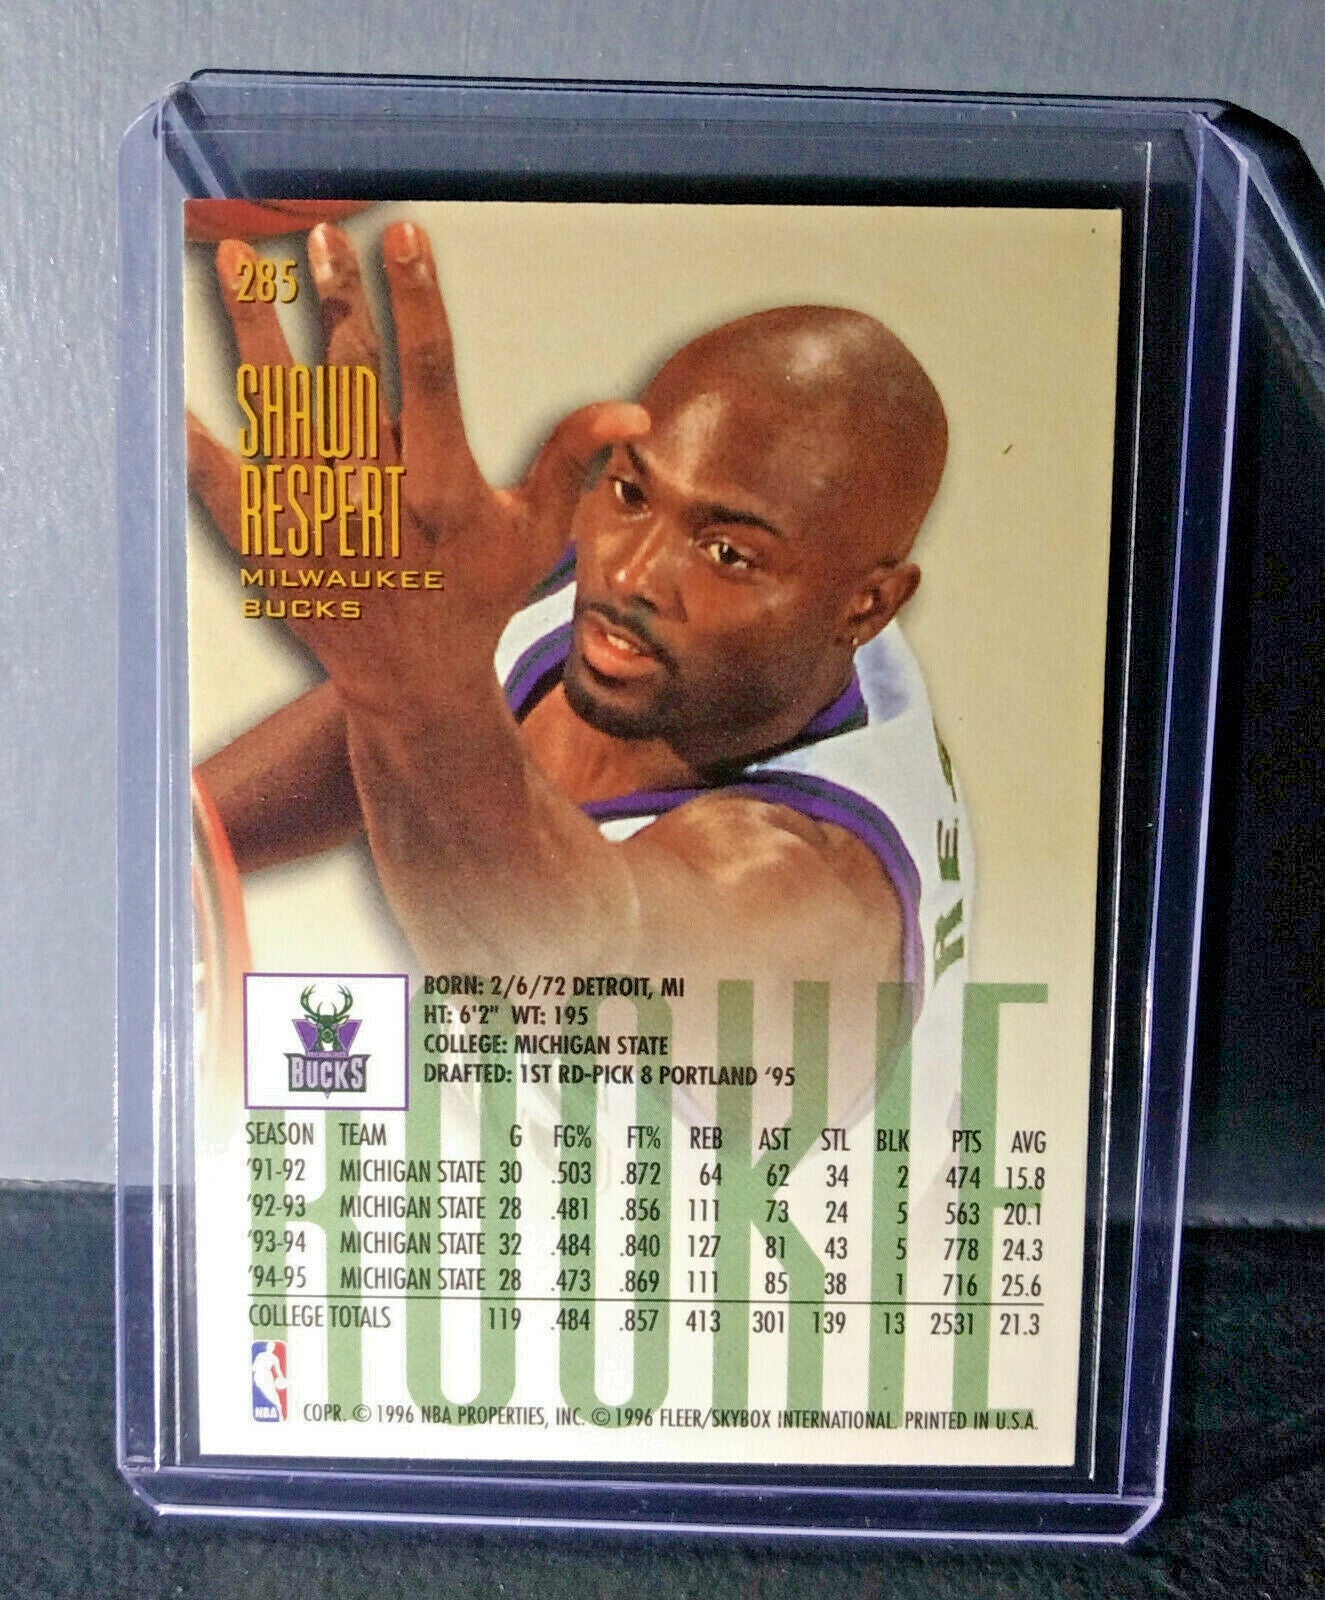 285
SHAWN
RESPERT
MILWAUKEE
BUCKS
RES
BUCKS
BORN: 2/6/72 DETROIT, MI
HT: 6'2" WT: 195
COLLEGE: MICHIGAN STATE
DRAFTED: 1ST RD-PICK 8 PORTLAND '95
ROOKIE
SEASON TEAM G FG% FT% REB AST STL BLK PTS AVG
'91-92 MICHIGAN STATE 30 .503 .872 64 62 34 2 474 15.8
'92-93 MICHIGAN STATE 28 .481 .856 111 73 24 5 563 20.1
'93-94 MICHIGAN STATE 32 .484 .840 127 81 43 5 778 24.3
'94-95 MICHIGAN STATE 28 .473 .869 111 85 38 1 716 25.6
COLLEGE TOTALS 119 .484 .857 413 301 139 13 2531 21.3
NBA
COPR. © 1996 NBA PROPERTIES, INC. © 1996 FLEER/SKYBOX INTERNATIONAL. PRINTED IN U.S.A.